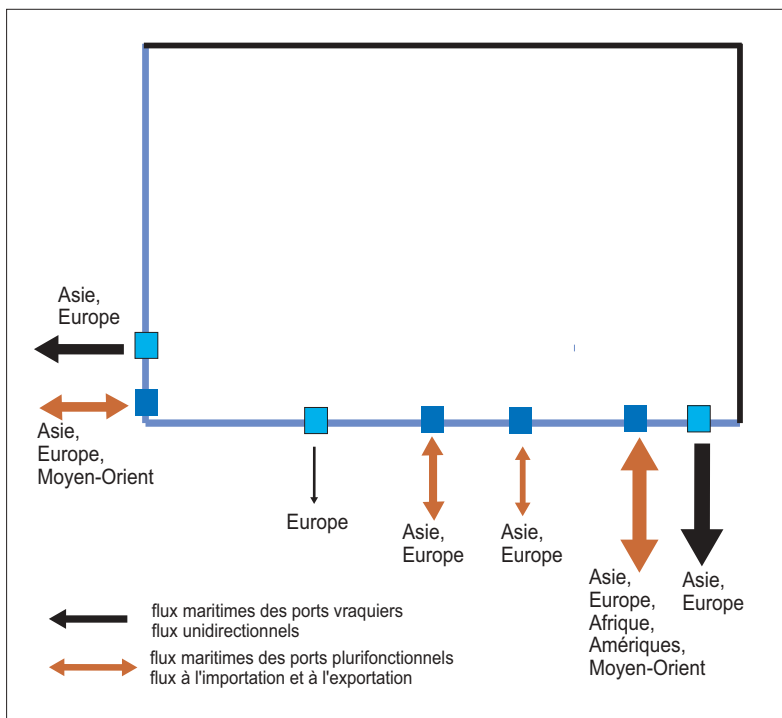 Asie,
Europe
Asie,
Europe,
Moyen-Orient
Europe
Asie,
Europe
Asie,
Europe
Asie,
Europe,
Afrique,
Amériques,
Moyen-Orient
Asie,
Europe
flux maritimes des ports vraquiers
flux unidirectionnels
flux maritimes des ports plurifonctionnels
flux à l'importation et à l'exportation